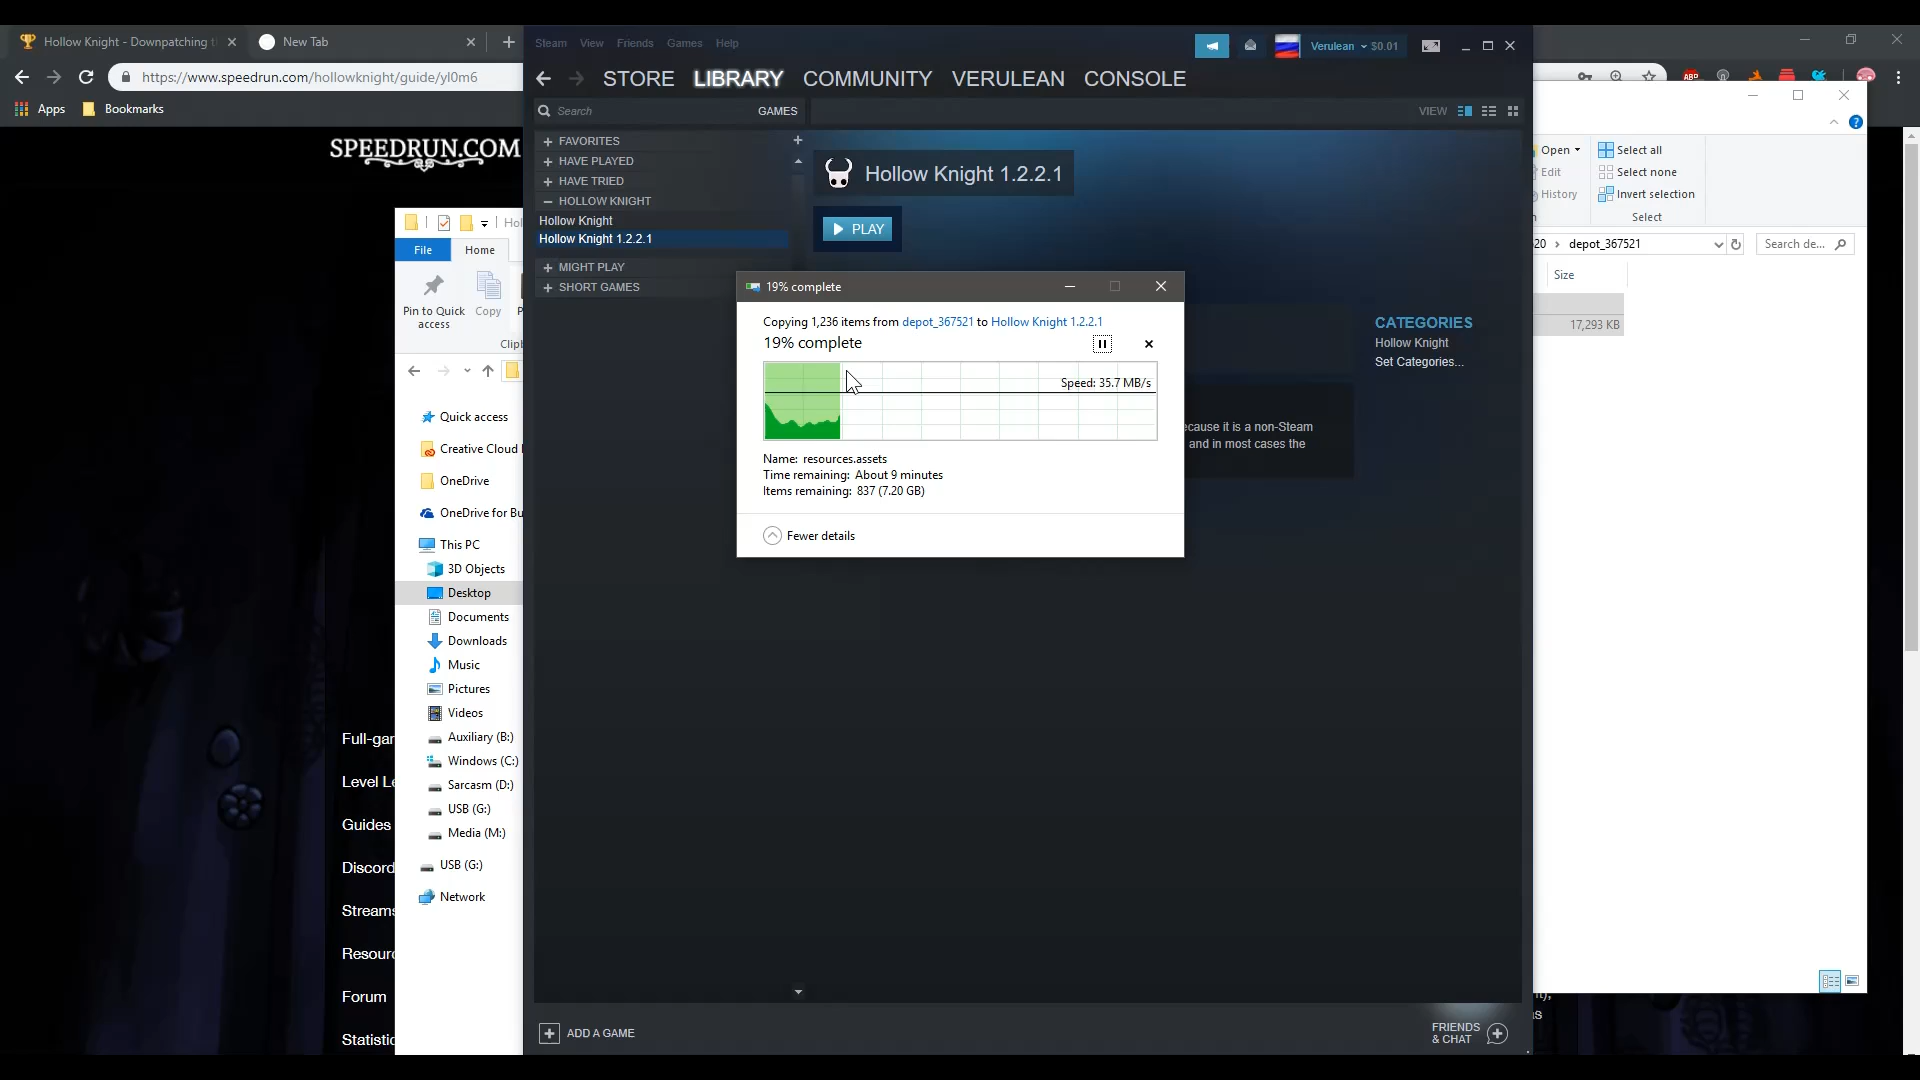 Hollow Knight - Downpatching t
New Tab
https://www.speedrun.com/hollowknight/guide/yl0m6
Apps
Bookmarks
SPEEDRUN.COM
Steam View Friends Games Help
Verulean $0.01
STORE LIBRARY COMMUNITY VERULEAN CONSOLE
Search
GAMES
VIEW
FAVORITES
HAVE PLAYED
HAVE TRIED
HOLLOW KNIGHT
Hollow Knight
Hollow Knight 1.2.2.1
MIGHT PLAY
SHORT GAMES
Hollow Knight 1.2.2.1
PLAY
CATEGORIES
Hollow Knight
Set Categories...
ecause it is a non-Steam
and in most cases the
19% complete
Copying 1,236 items from depot_367521 to Hollow Knight 1.2.2.1
19% complete
Speed: 35.7 MB/s
Name: resources.assets
Time remaining: About 9 minutes
Items remaining: 837 (7.20 GB)
Fewer details
ADD A GAME
FRIENDS
& CHAT
Hol
File
Home
Pin to Quick
access
Copy
P
Clipb
Quick access
Creative Cloud
OneDrive
OneDrive for Bu
This PC
3D Objects
Desktop
Documents
Downloads
Music
Pictures
Videos
Auxiliary (B:)
Windows (C:)
Sarcasm (D:)
USB (G:)
Media (M:)
USB (G:)
Network
Full-gar
Level Le
Guides
Discord
Streams
Resourc
Forum
Statistic
ABP
Open
Edit
History
Select all
Select none
Invert selection
Select
20 > depot_367521
Search de...
Size
17,293 KB